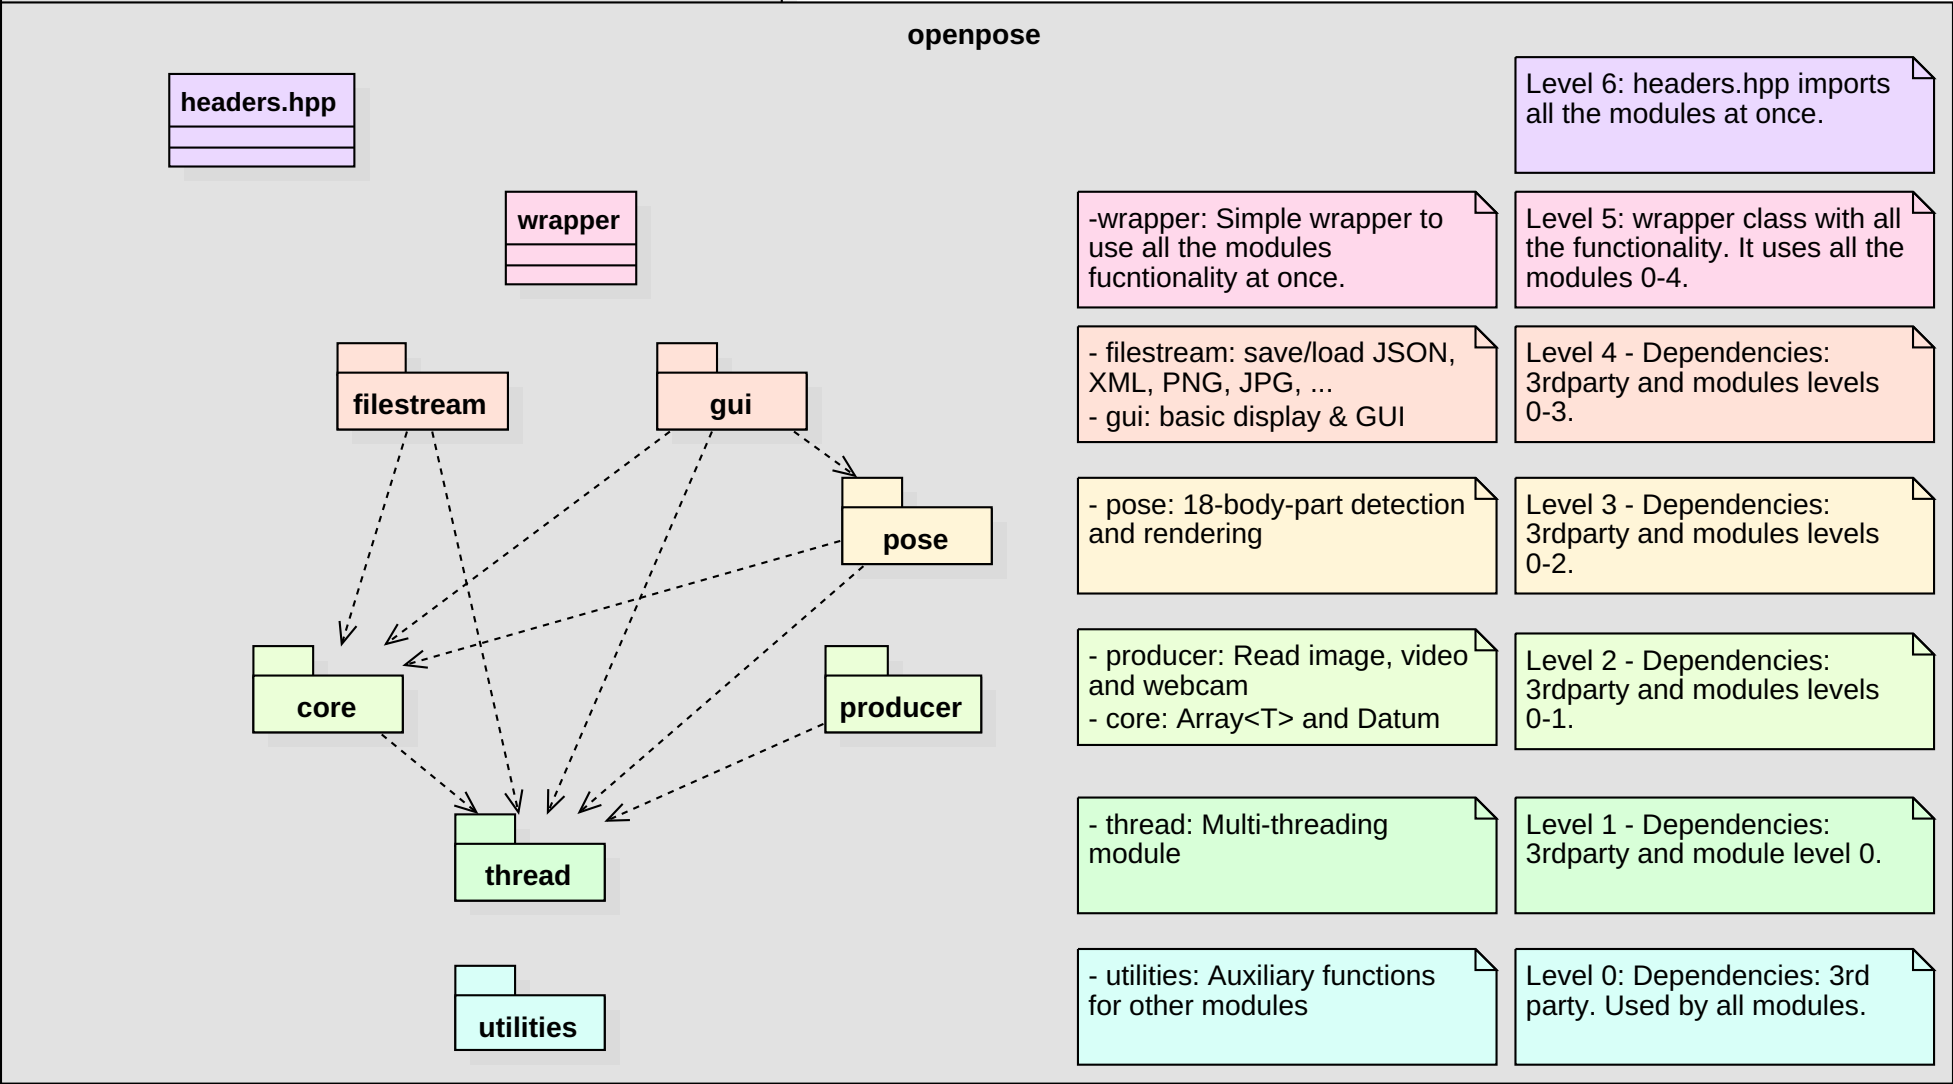 openpose
headers.hpp
Level 6: headers.hpp imports
all the modules at once.
wrapper
-wrapper: Simple wrapper to
use all the modules
fucntionality at once.
Level 5: wrapper class with all
the functionality. It uses all the
modules 0-4.
filestream
gui
- filestream: save/load JSON,
XML, PNG, JPG, ...
- gui: basic display & GUI
Level 4 - Dependencies:
3rdparty and modules levels
0-3.
pose
- pose: 18-body-part detection
and rendering
Level 3 - Dependencies:
3rdparty and modules levels
0-2.
core
producer
- producer: Read image, video
and webcam
- core: Array<T> and Datum
Level 2 - Dependencies:
3rdparty and modules levels
0-1.
thread
- thread: Multi-threading
module
Level 1 - Dependencies:
3rdparty and module level 0.
utilities
- utilities: Auxiliary functions
for other modules
Level 0: Dependencies: 3rd
party. Used by all modules.